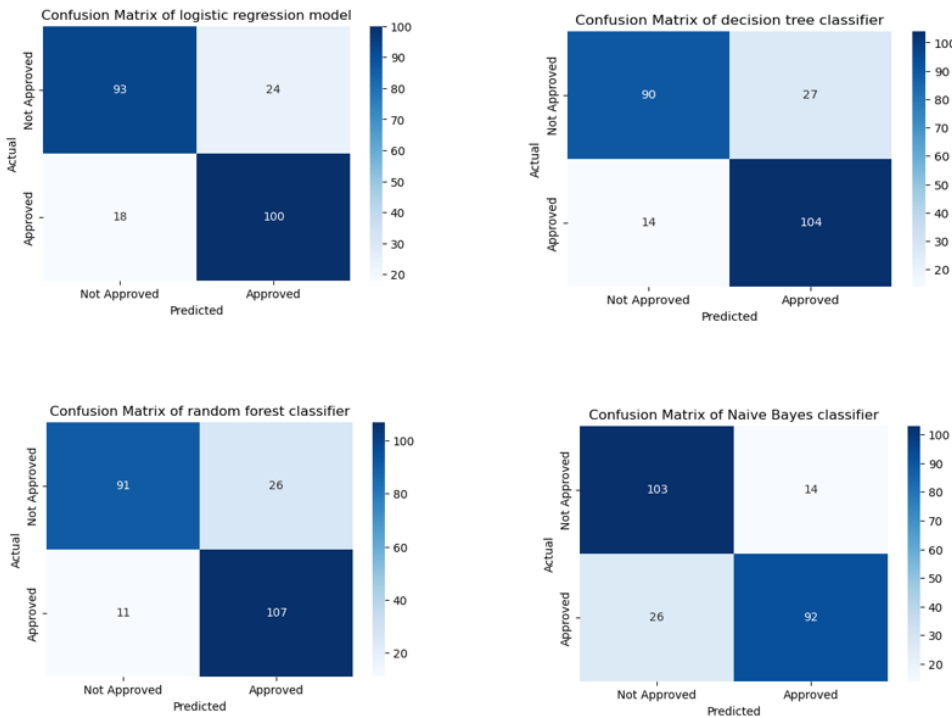 Confusion Matrix of logistic regression model
Not Approved
Approved
Actual
93
24
18
100
Not Approved
Approved
Predicted
100
90
80
70
60
50
40
30
20
Confusion Matrix of decision tree classifier
Not Approved
Approved
Actual
90
27
14
104
Not Approved
Approved
Predicted
100
90
80
70
60
50
40
30
20
Confusion Matrix of random forest classifier
Not Approved
Approved
Actual
91
26
11
107
Not Approved
Approved
Predicted
100
80
60
40
20
Confusion Matrix of Naive Bayes classifier
Not Approved
Approved
Actual
103
14
26
92
Not Approved
Approved
Predicted
100
90
80
70
60
50
40
30
20